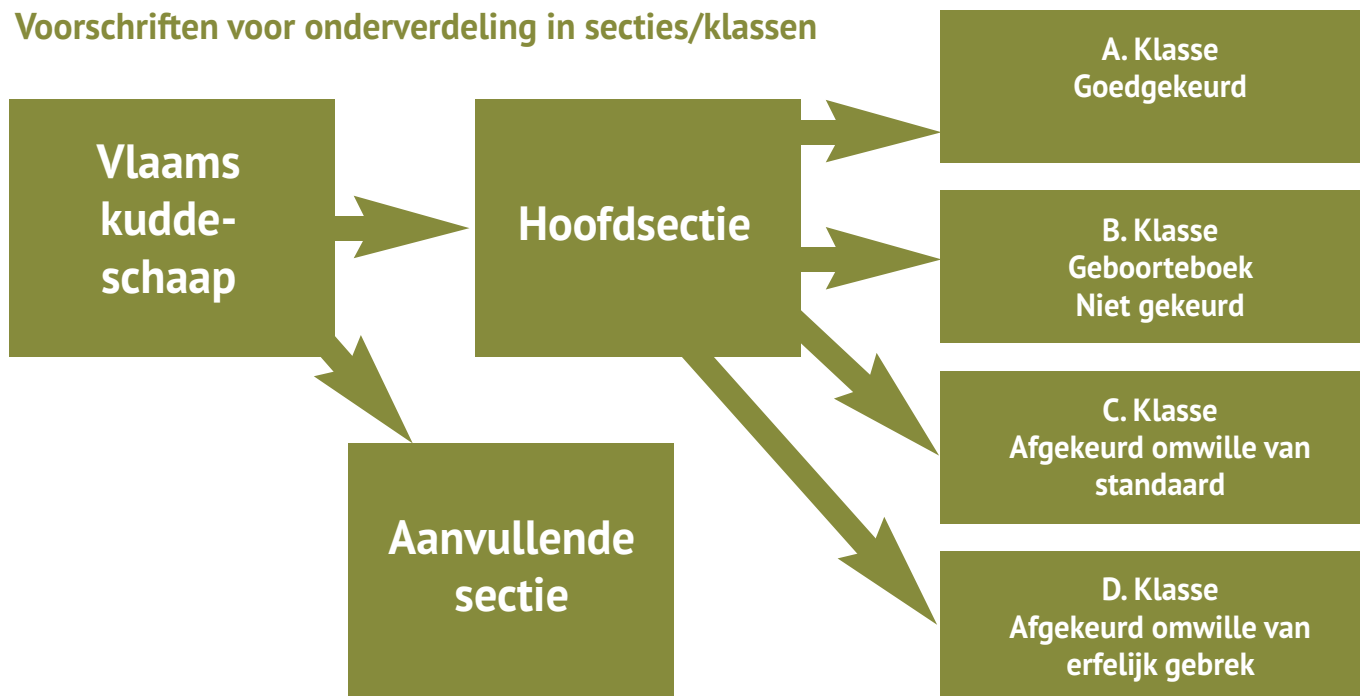 Voorschriften voor onderverdeling in secties/klassen
Vlaams
kudde-
schaap
Hoofdsectie
Aanvullende
sectie
A. Klasse
Goedgekeurd
B. Klasse
Geboorteboek
Niet gekeurd
C. Klasse
Afgekeurd omwille van
standaard
D. Klasse
Afgekeurd omwille van
erfelijk gebrek